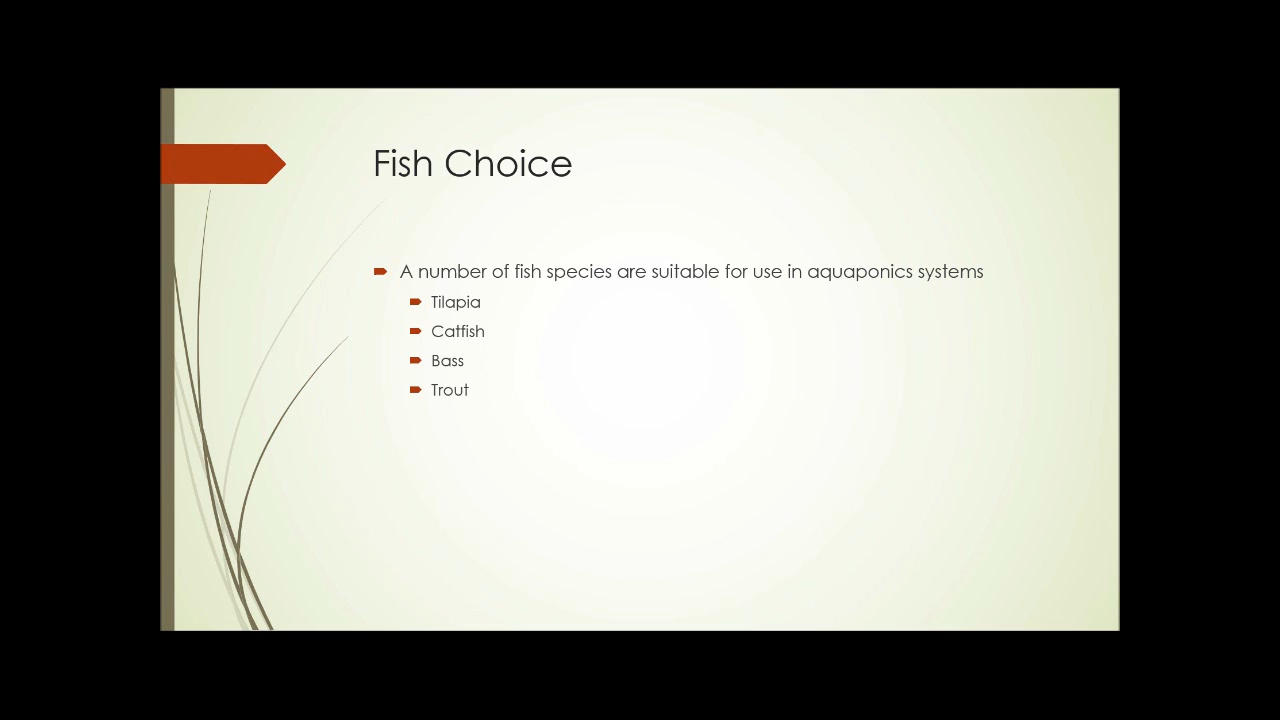 Fish Choice
A number of fish species are suitable for use in aquaponics systems
Tilapia
Catfish
Bass
Trout